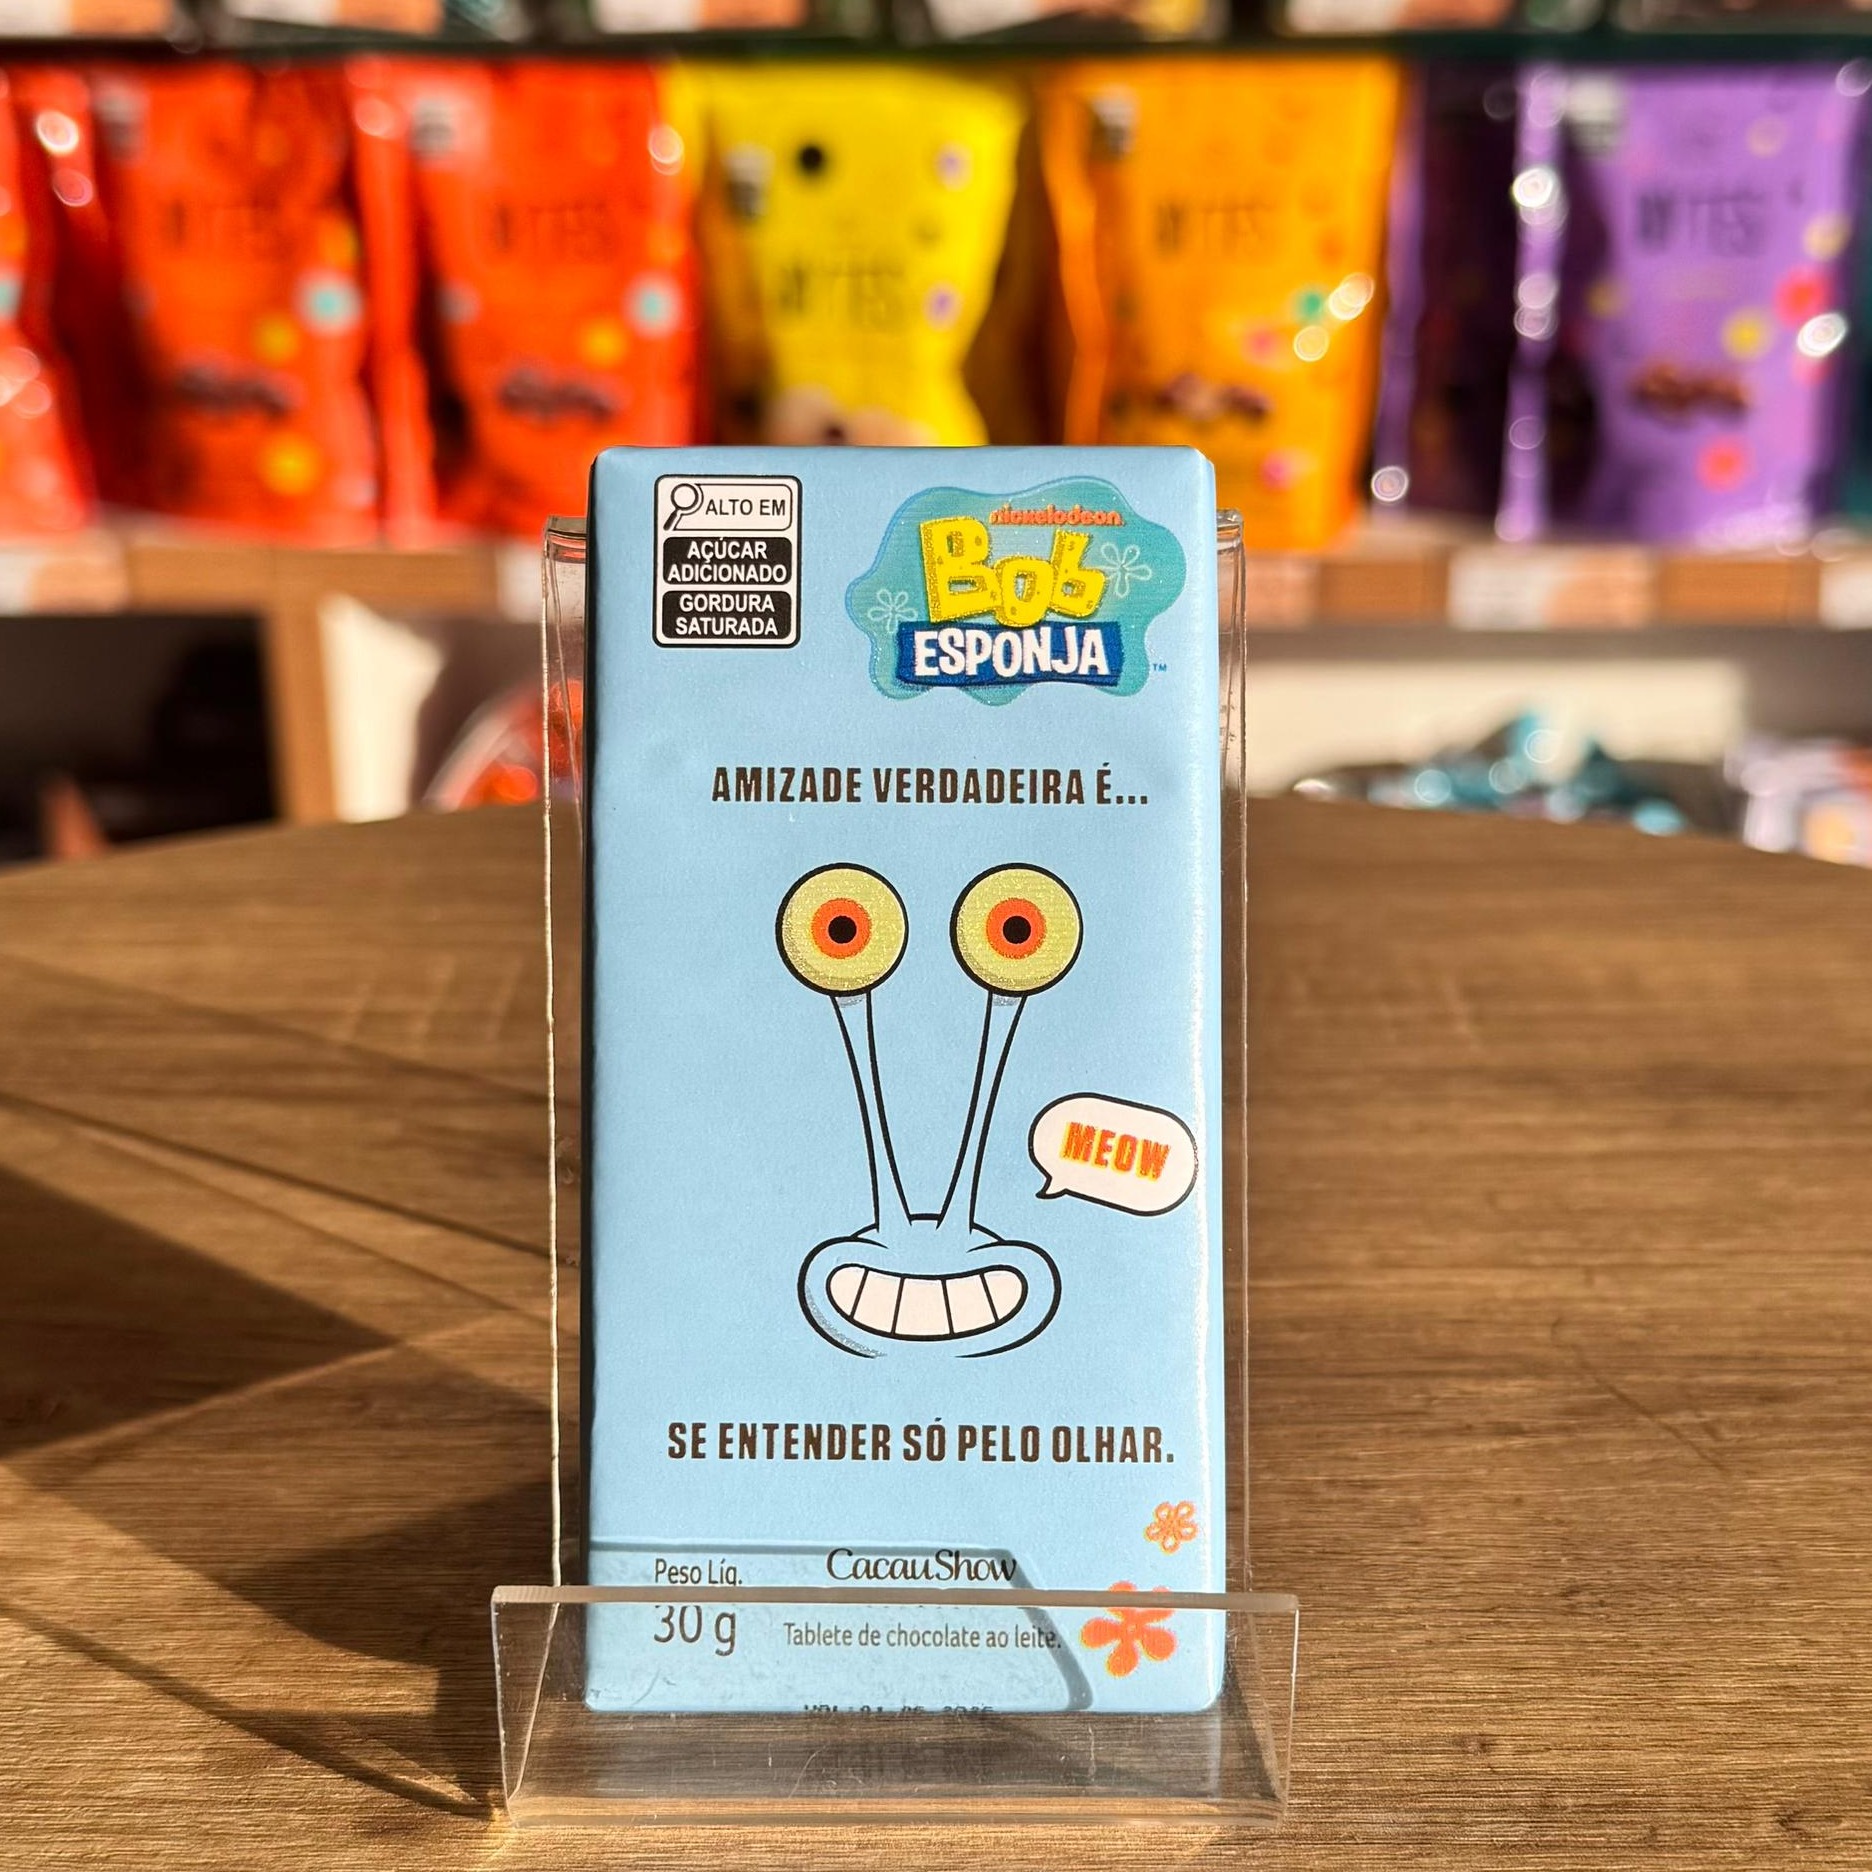 ALTO EM
AÇÚCAR
ADICIONADO
GORDURA
SATURADA
nickelodeon
Bob
ESPONJA
™
AMIZADE VERDADEIRA É...
MEOW
SE ENTENDER SÓ PELO OLHAR.
Peso Líq.
30 g
CacauShow
Tablete de chocolate ao leite.